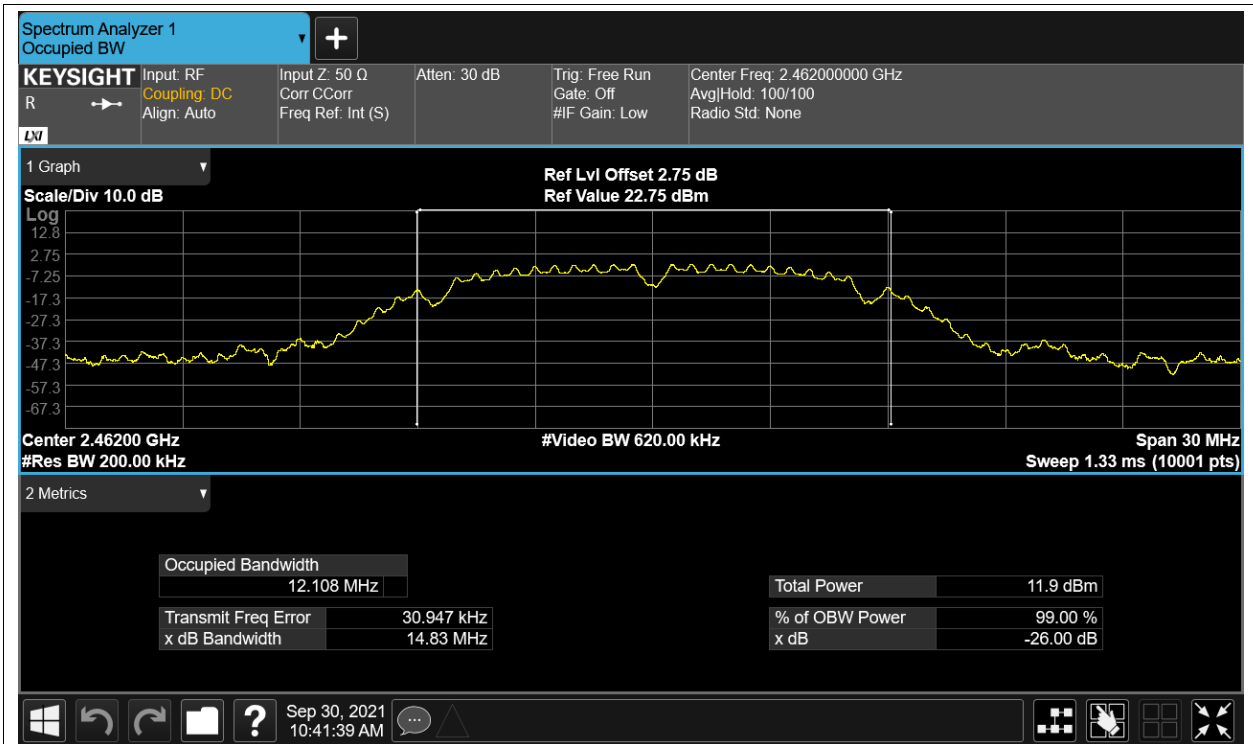 Spectrum Analyzer 1
Occupied BW
KEYSIGHT
R
LXI
Input: RF
Coupling: DC
Align: Auto
Input Z: 50 Ω
Corr CCorr
Freq Ref: Int (S)
Atten: 30 dB
Trig: Free Run
Gate: Off
#IF Gain: Low
Center Freq: 2.462000000 GHz
Avg|Hold: 100/100
Radio Std: None
1 Graph
Scale/Div 10.0 dB
Ref Lvl Offset 2.75 dB
Ref Value 22.75 dBm
Log
12.8
2.75
-7.25
-17.3
-27.3
-37.3
-47.3
-57.3
-67.3
Center 2.46200 GHz
#Res BW 200.00 kHz
#Video BW 620.00 kHz
Span 30 MHz
Sweep 1.33 ms (10001 pts)
2 Metrics
Occupied Bandwidth
12.108 MHz
Transmit Freq Error 30.947 kHz
x dB Bandwidth 14.83 MHz
Total Power 11.9 dBm
% of OBW Power 99.00 %
x dB -26.00 dB
Sep 30, 2021
10:41:39 AM